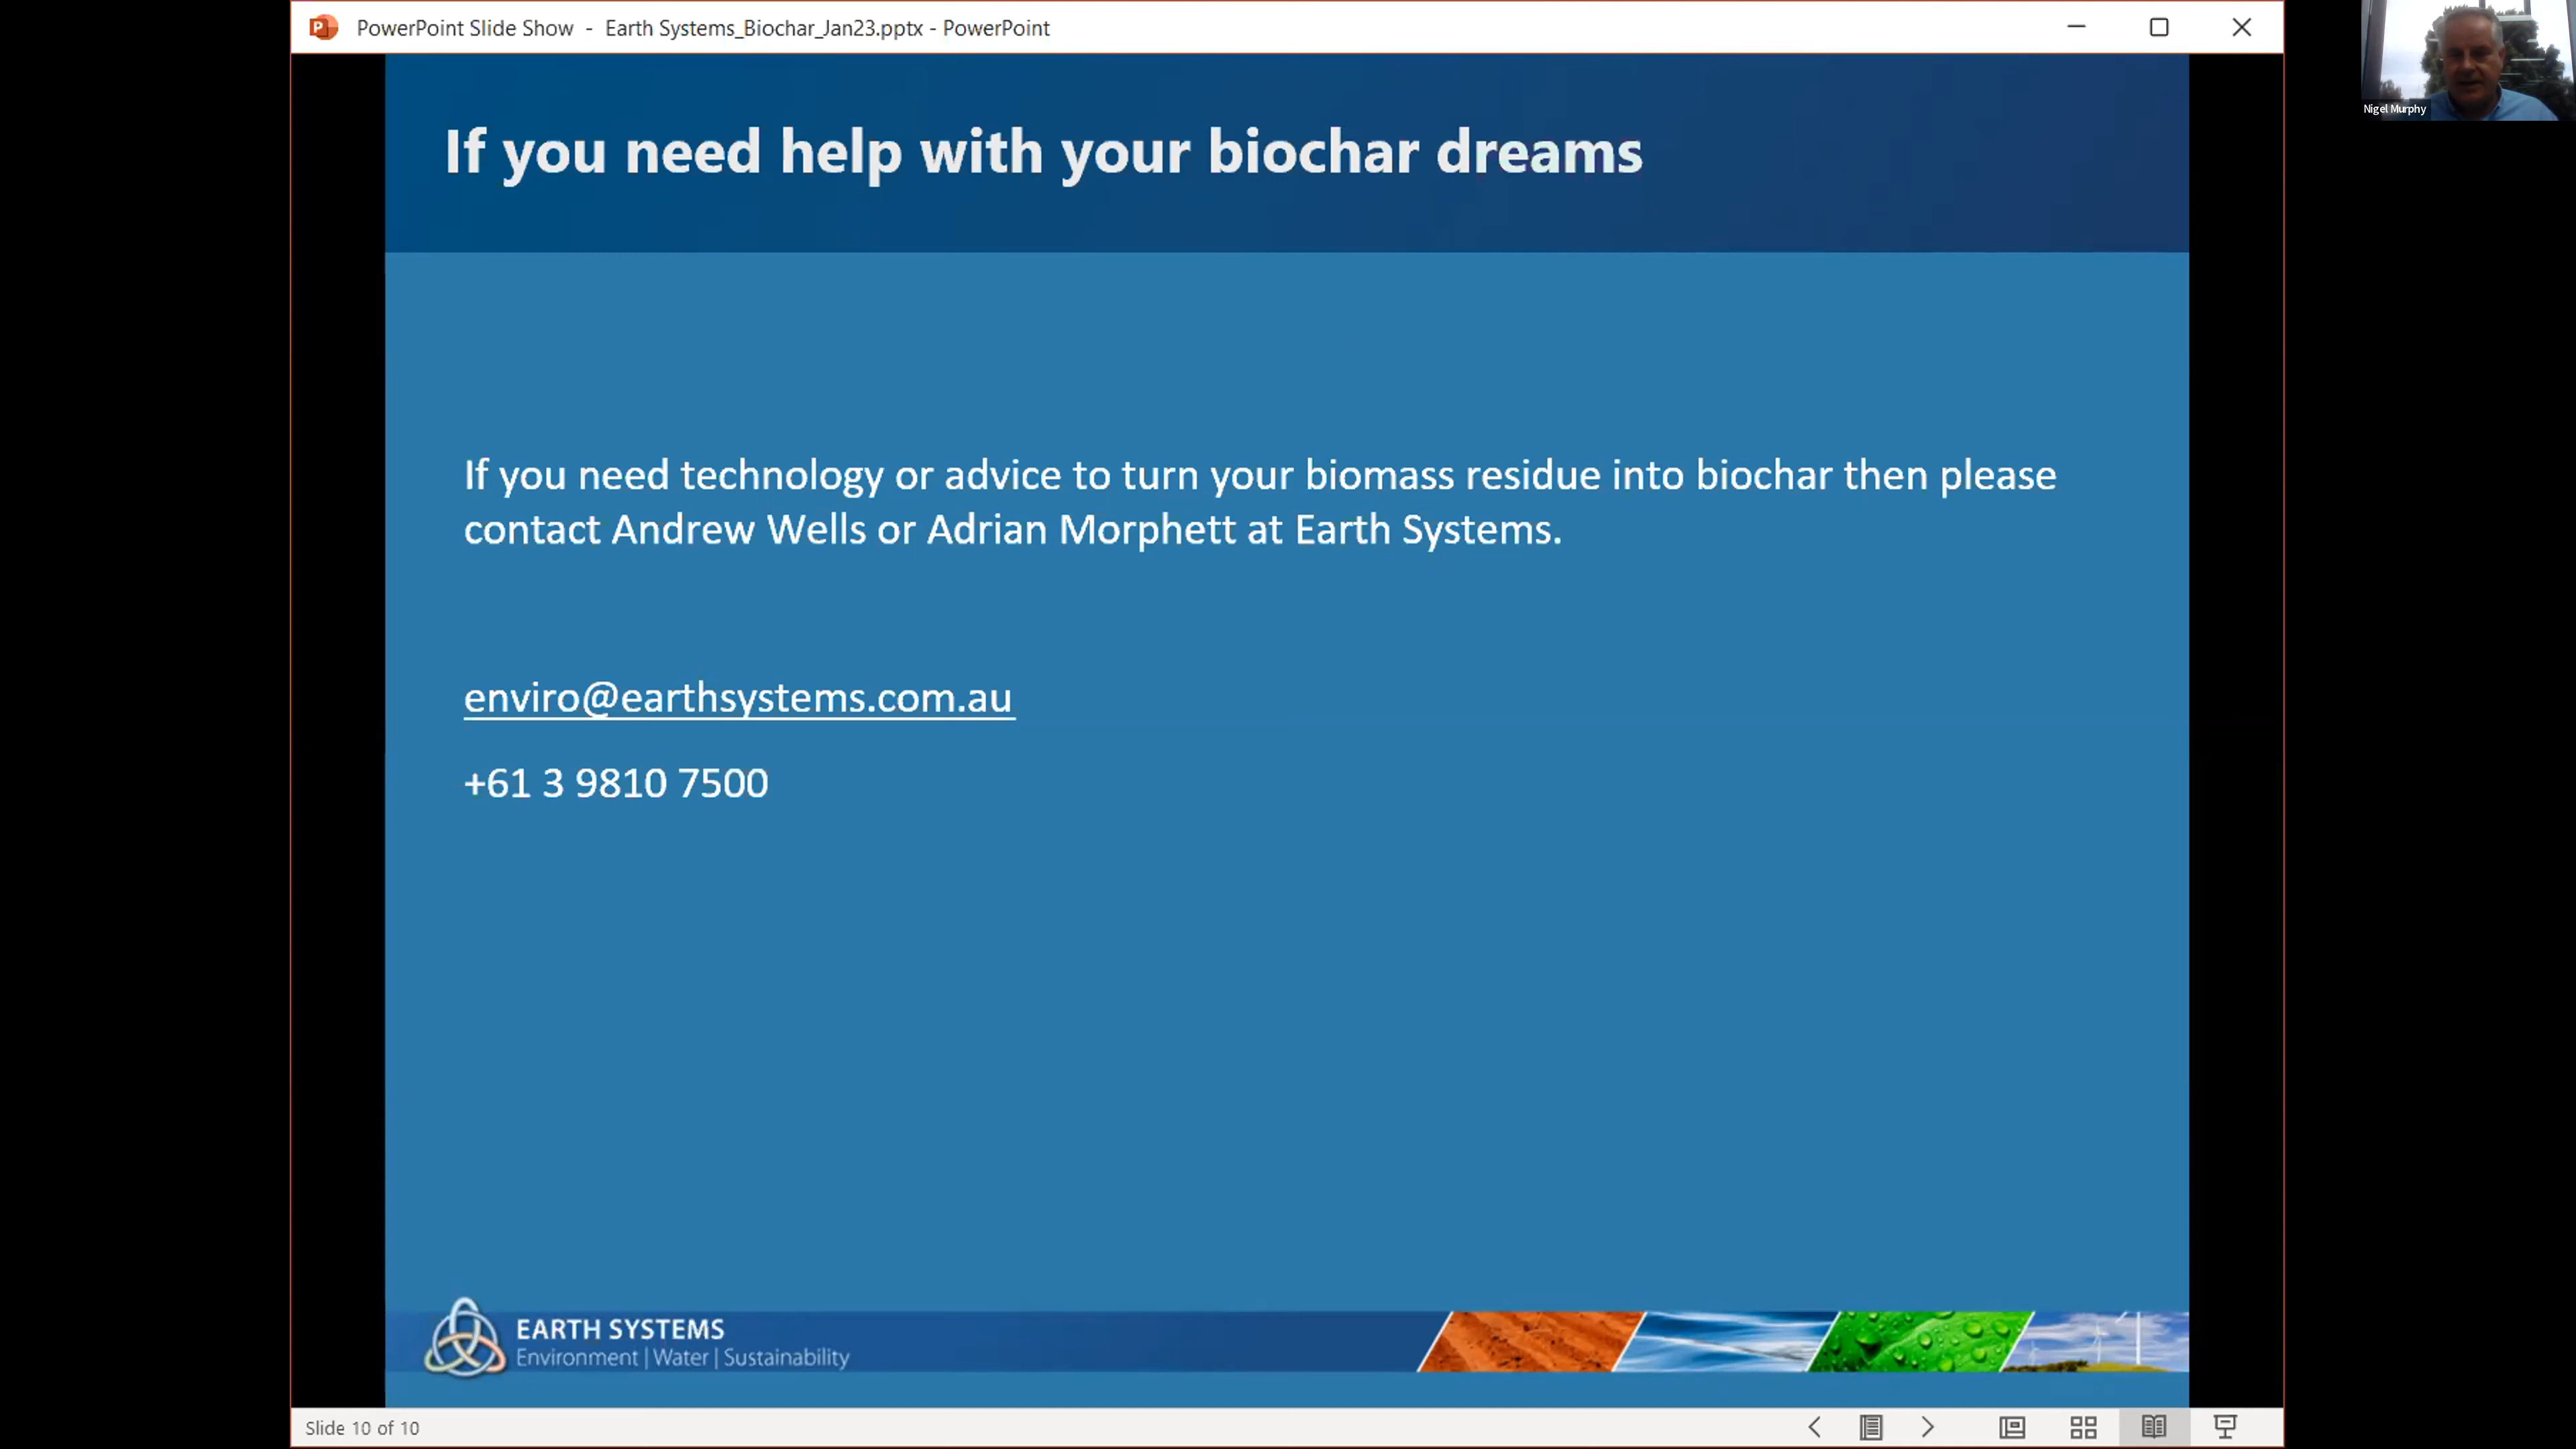 PowerPoint Slide Show - Earth Systems_Biochar_Jan23.pptx - PowerPoint
Nigel Murphy
If you need help with your biochar dreams
If you need technology or advice to turn your biomass residue into biochar then please
contact Andrew Wells or Adrian Morphett at Earth Systems.
enviro@earthsystems.com.au
+61 3 9810 7500
EARTH SYSTEMS
Environment | Water | Sustainability
Slide 10 of 10